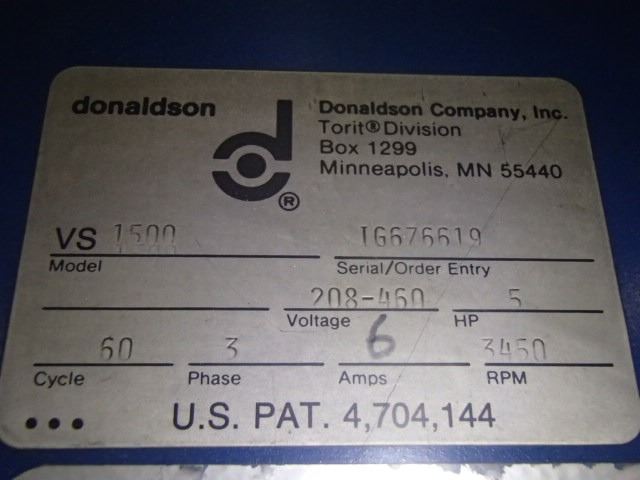 donaldson
Donaldson Company, Inc.
Torit® Division
Box 1299
Minneapolis, MN 55440
d
®
VS 1500
Model
IG676619
Serial/Order Entry
208-460
Voltage
5
HP
60
Cycle
3
Phase
6
Amps
3450
RPM
U.S. PAT. 4,704,144